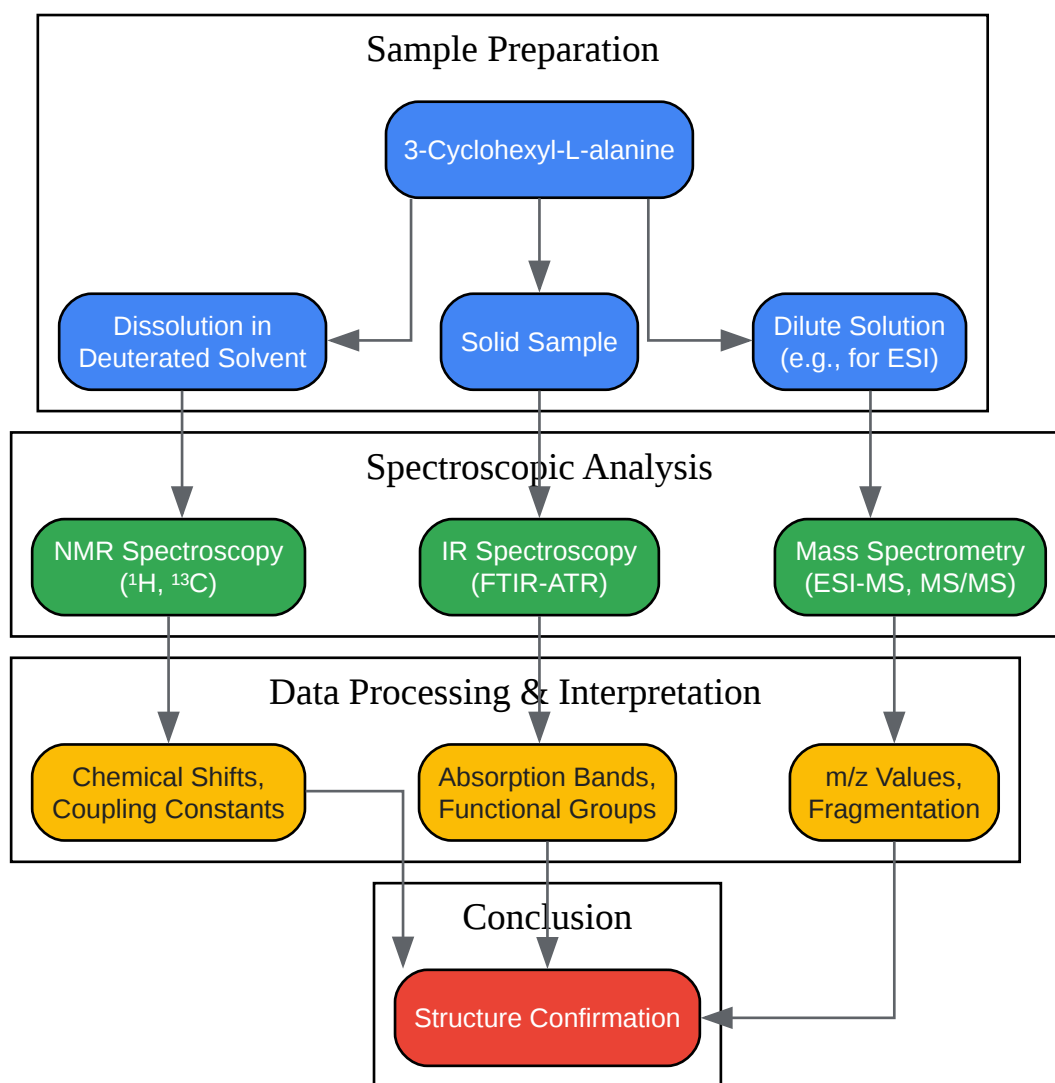 Sample Preparation
3-Cyclohexyl-L-alanine
Dissolution in
Deuterated Solvent
Solid Sample
Dilute Solution
(e.g., for ESI)
Spectroscopic Analysis
NMR Spectroscopy
(¹H, ¹³C)
IR Spectroscopy
(FTIR-ATR)
Mass Spectrometry
(ESI-MS, MS/MS)
Data Processing & Interpretation
Chemical Shifts,
Coupling Constants
Absorption Bands,
Functional Groups
m/z Values,
Fragmentation
Conclusion
Structure Confirmation